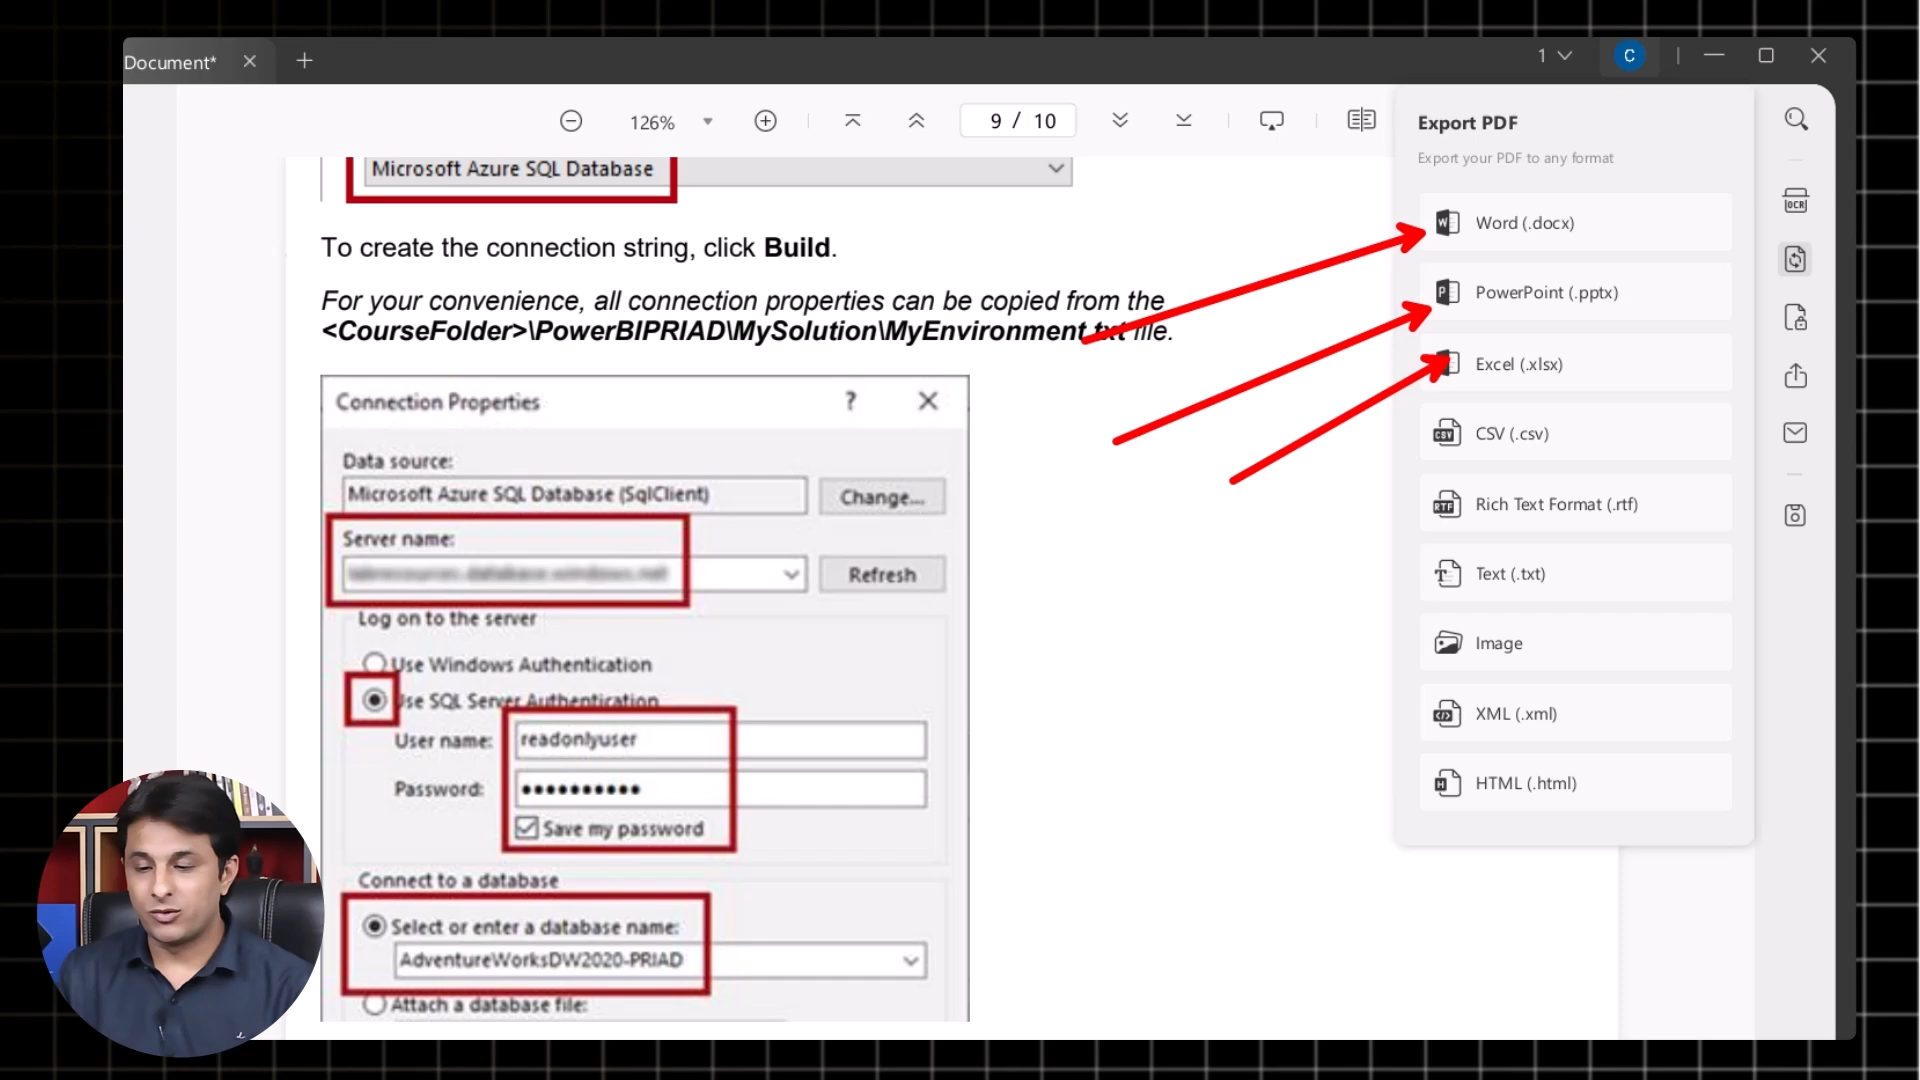 Document*
1
C
126%
9 / 10
Export PDF
Export your PDF to any format
Word (.docx)
PowerPoint (.pptx)
Excel (.xlsx)
CSV
CSV (.csv)
RTF
Rich Text Format (.rtf)
Text (.txt)
Image
XML (.xml)
HTML (.html)
OCR
Microsoft Azure SQL Database
To create the connection string, click Build.
For your convenience, all connection properties can be copied from the
<CourseFolder>\PowerBIPRIAD\MySolution\MyEnvironment.txt file.
Connection Properties
?
Data source:
Microsoft Azure SQL Database (SqlClient)
Change...
Server name:
Refresh
Log on to the server
Use Windows Authentication
Use SQL Server Authentication
User name:
readonlyuser
Password:
Save my password
Connect to a database
Select or enter a database name:
AdventureWorksDW2020-PRIAD
Attach a database file: